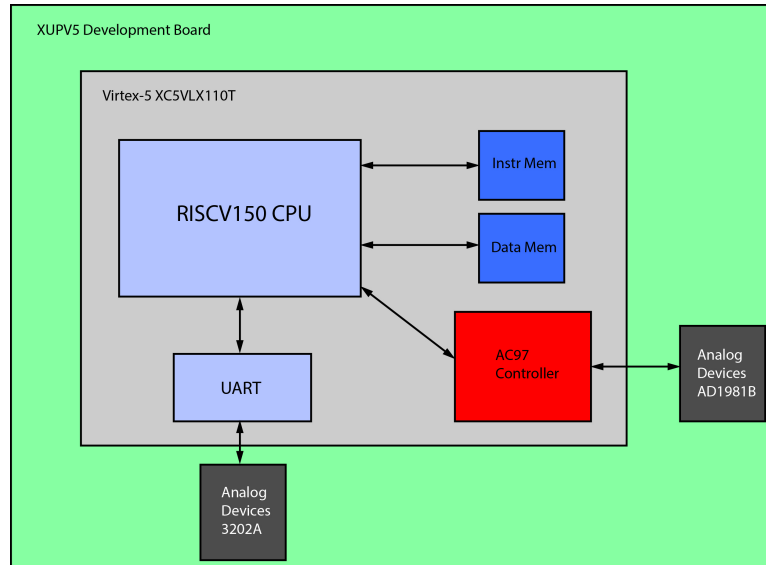 XUPV5 Development Board
Virtex-5 XC5VLX110T
RISCV150 CPU
Instr Mem
Data Mem
AC97
Controller
Analog
Devices
AD1981B
UART
Analog
Devices
3202A